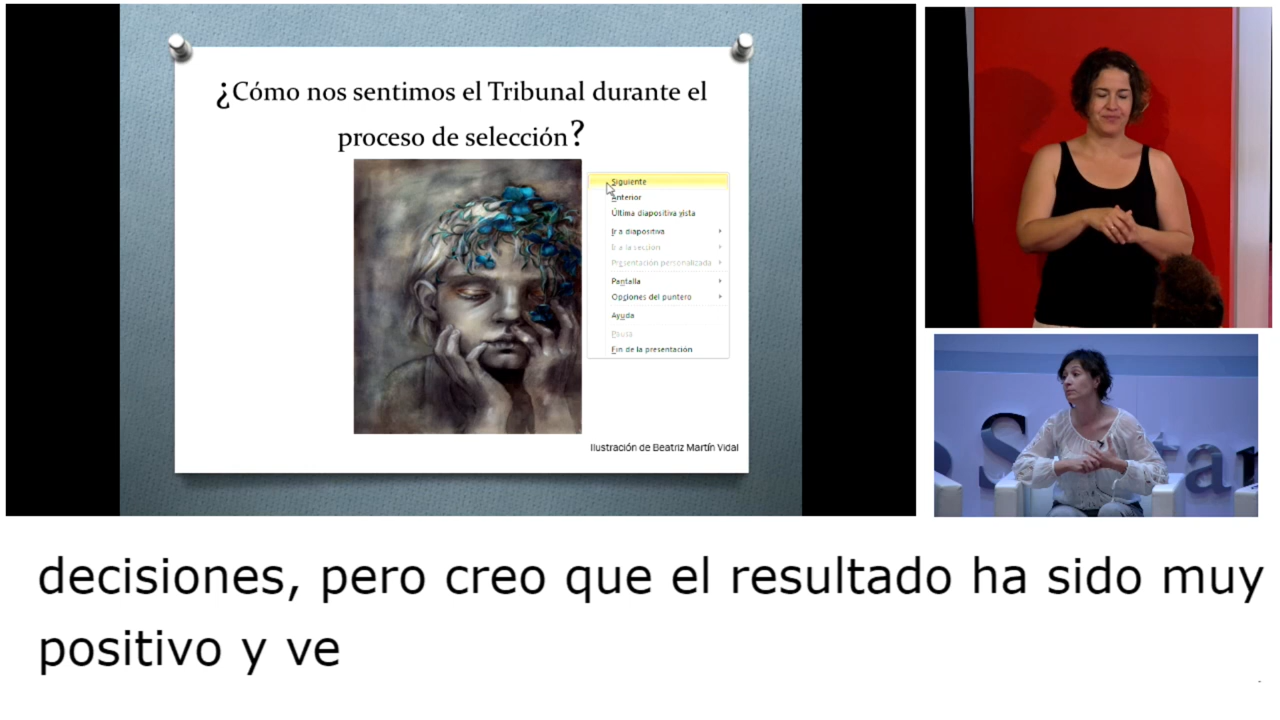 ¿Cómo nos sentimos el Tribunal durante el
proceso de selección?
Siguiente
Anterior
Última diapositiva vista
Ir a diapositiva
Ir a la sección
Presentación personalizada
Pantalla
Opciones del puntero
Ayuda
Pausa
Fin de la presentación
Ilustración de Beatriz Martín Vidal
decisiones, pero creo que el resultado ha sido muy
positivo y ve